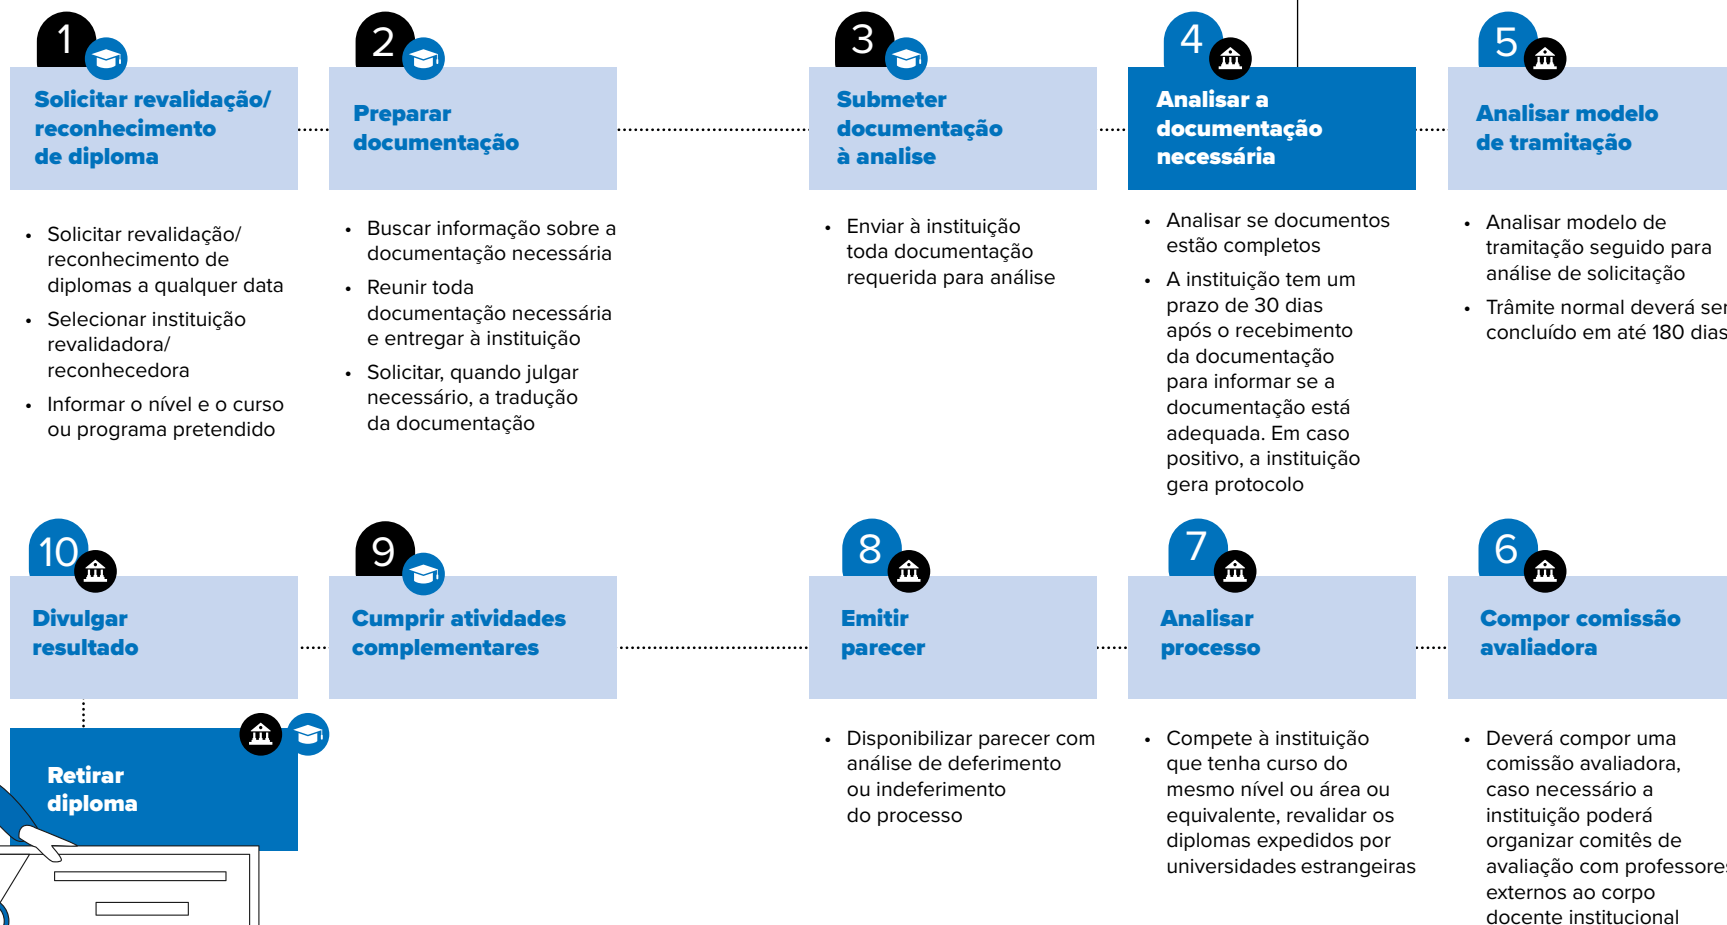 1
Solicitar revalidação/
reconhecimento
de diploma
• Solicitar revalidação/
reconhecimento de
diplomas a qualquer data
• Selecionar instituição
revalidadora/
reconhecedora
• Informar o nível e o curso
ou programa pretendido
2
Preparar
documentação
• Buscar informação sobre a
documentação necessária
• Reunir toda
documentação necessária
e entregar à instituição
• Solicitar, quando julgar
necessário, a tradução
da documentação
3
Submeter
documentação
à analise
• Enviar à instituição
toda documentação
requerida para análise
4
Analisar a
documentação
necessária
• Analisar se documentos
estão completos
• A instituição tem um
prazo de 30 dias
após o recebimento
da documentação
para informar se a
documentação está
adequada. Em caso
positivo, a instituição
gera protocolo
5
Analisar modelo
de tramitação
• Analisar modelo de
tramitação seguido para
análise de solicitação
• Trâmite normal deverá ser
concluído em até 180 dias
10
Divulgar
resultado
Retirar
diploma
9
Cumprir atividades
complementares
8
Emitir
parecer
• Disponibilizar parecer com
análise de deferimento
ou indeferimento
do processo
7
Analisar
processo
• Compete à instituição
que tenha curso do
mesmo nível ou área ou
equivalente, revalidar os
diplomas expedidos por
universidades estrangeiras
6
Compor comissão
avaliadora
• Deverá compor uma
comissão avaliadora,
caso necessário a
instituição poderá
organizar comitês de
avaliação com professores
externos ao corpo
docente institucional